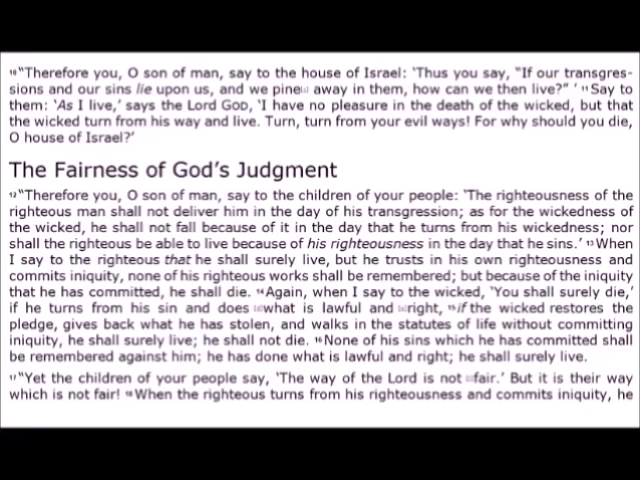 10 "Therefore you, O son of man, say to the house of Israel: 'Thus you say, "If our transgres-
sions and our sins lie upon us, and we pine away in them, how can we then live?" ' 11 Say to
them: 'As I live,' says the Lord GOD, 'I have no pleasure in the death of the wicked, but that
the wicked turn from his way and live. Turn, turn from your evil ways! For why should you die,
O house of Israel?'
The Fairness of God's Judgment
12 "Therefore you, O son of man, say to the children of your people: 'The righteousness of the
righteous man shall not deliver him in the day of his transgression; as for the wickedness of
the wicked, he shall not fall because of it in the day that he turns from his wickedness; nor
shall the righteous be able to live because of his righteousness in the day that he sins.' 13 When
I say to the righteous that he shall surely live, but he trusts in his own righteousness and
commits iniquity, none of his righteous works shall be remembered; but because of the iniquity
that he has committed, he shall die. 14 Again, when I say to the wicked, 'You shall surely die,'
if he turns from his sin and does what is lawful and right, 15 if the wicked restores the
pledge, gives back what he has stolen, and walks in the statutes of life without committing
iniquity, he shall surely live; he shall not die. 16 None of his sins which he has committed shall
be remembered against him; he has done what is lawful and right; he shall surely live.
17 "Yet the children of your people say, 'The way of the Lord is not fair.' But it is their way
which is not fair! 18 When the righteous turns from his righteousness and commits iniquity, he